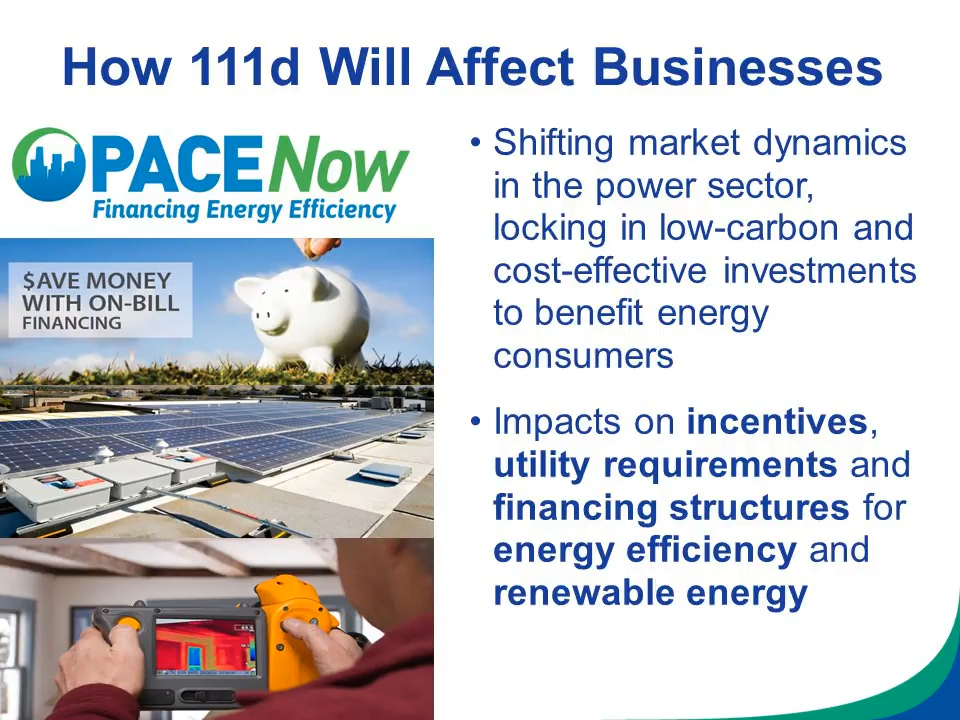 How 111d Will Affect Businesses
PACENow
Financing Energy Efficiency
$AVE MONEY
WITH ON-BILL
FINANCING
• Shifting market dynamics
in the power sector,
locking in low-carbon and
cost-effective investments
to benefit energy
consumers
• Impacts on incentives,
utility requirements and
financing structures for
energy efficiency and
renewable energy